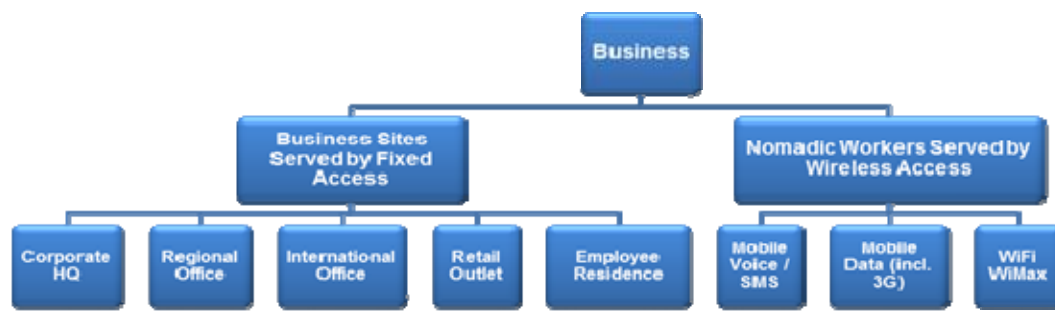 Business
Business Sites
Served by Fixed
Access
Nomadic Workers Served by
Wireless Access
Corporate
HQ
Regional
Office
International
Office
Retail
Outlet
Employee
Residence
Mobile
Voice /
SMS
Mobile
Data (incl.
3G)
WiFi
WiMax